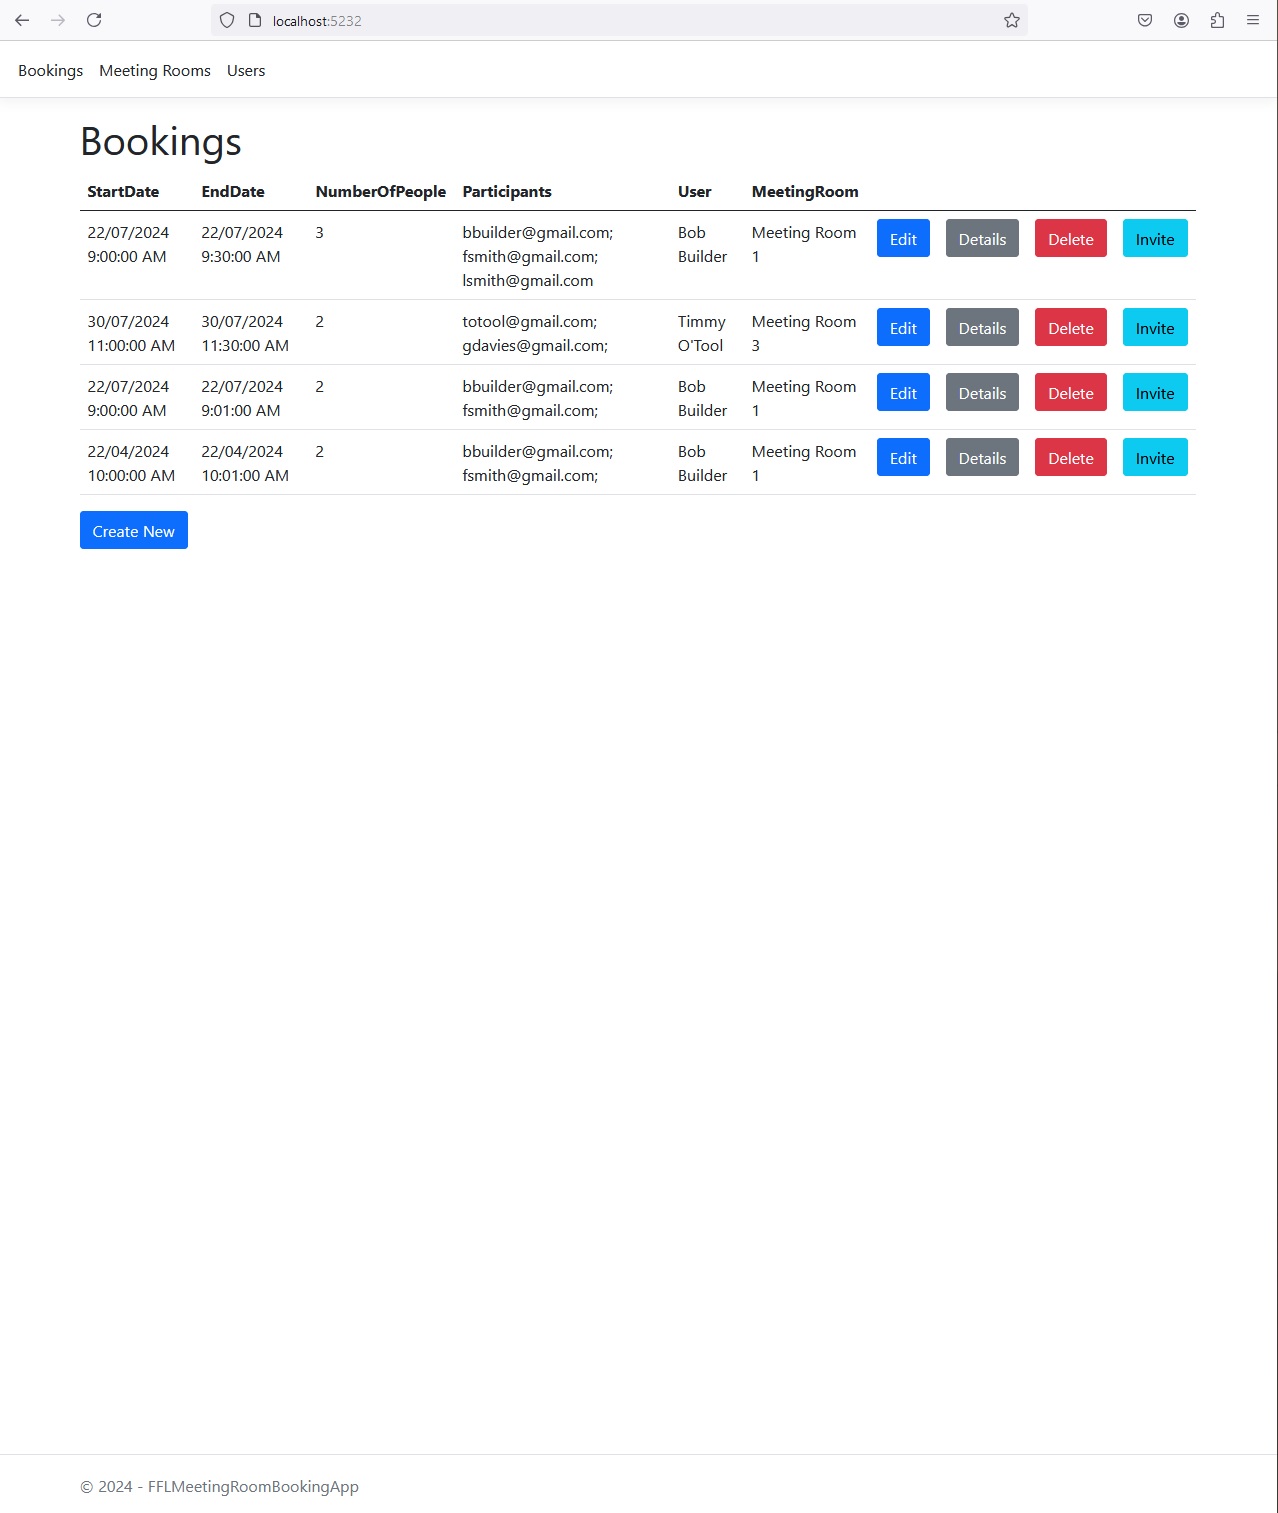 localhost:5232
Bookings Meeting Rooms Users
Bookings
StartDate EndDate NumberOfPeople Participants User MeetingRoom
22/07/2024 22/07/2024 3 bbuilder@gmail.com; Bob Meeting Room Edit Details Delete Invite
9:00:00 AM 9:30:00 AM fsmith@gmail.com; Builder 1
lsmith@gmail.com
30/07/2024 30/07/2024 2 totool@gmail.com; Timmy Meeting Room Edit Details Delete Invite
11:00:00 AM 11:30:00 AM gdavies@gmail.com; O'Tool 3
22/07/2024 22/07/2024 2 bbuilder@gmail.com; Bob Meeting Room Edit Details Delete Invite
9:00:00 AM 9:01:00 AM fsmith@gmail.com; Builder 1
22/04/2024 22/04/2024 2 bbuilder@gmail.com; Bob Meeting Room Edit Details Delete Invite
10:00:00 AM 10:01:00 AM fsmith@gmail.com; Builder 1
Create New
© 2024 - FFLMeetingRoomBookingApp